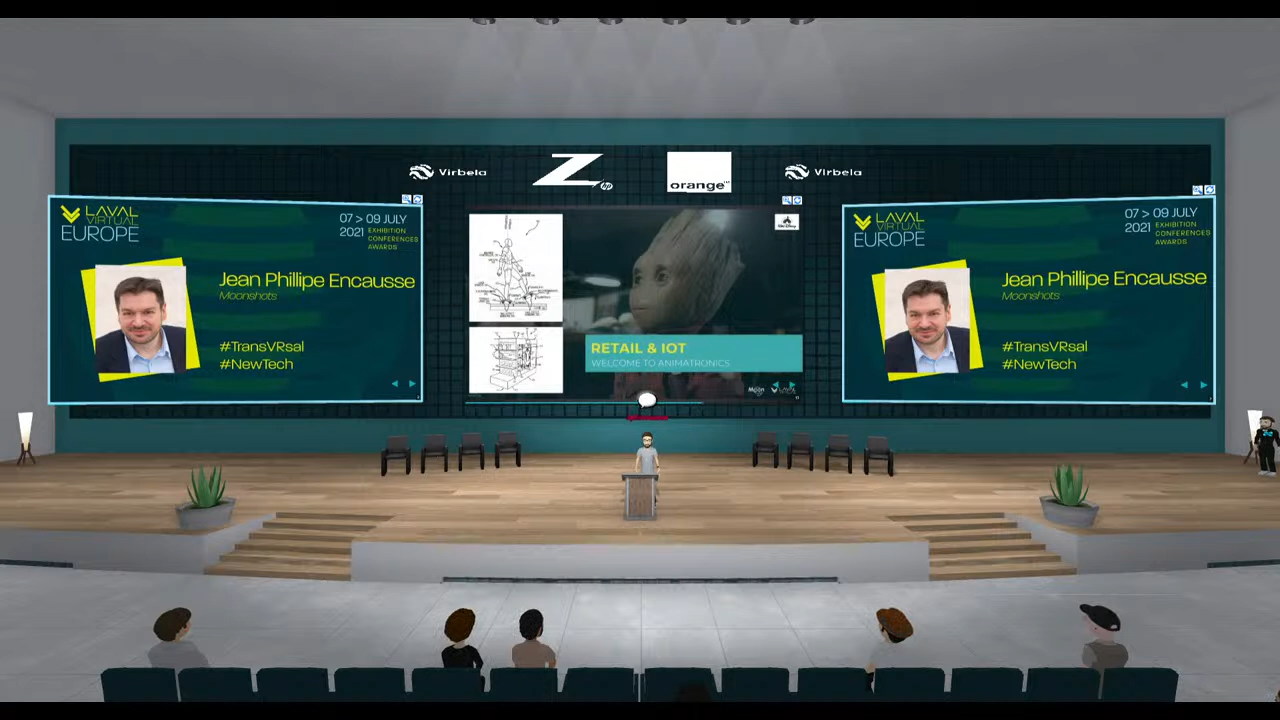 Virbela
Z
hp
orange™
Virbela
LAVAL
VIRTUAL
EUROPE
07 > 09 JULY
2021 EXHIBITION
CONFERENCES
AWARDS
Jean Phillipe Encausse
Moonshots
#TransVRsal
#NewTech
RETAIL & IOT
WELCOME TO ANIMATRONICS
LAVAL
VIRTUAL
EUROPE
07 > 09 JULY
2021 EXHIBITION
CONFERENCES
AWARDS
Jean Phillipe Encausse
Moonshots
#TransVRsal
#NewTech